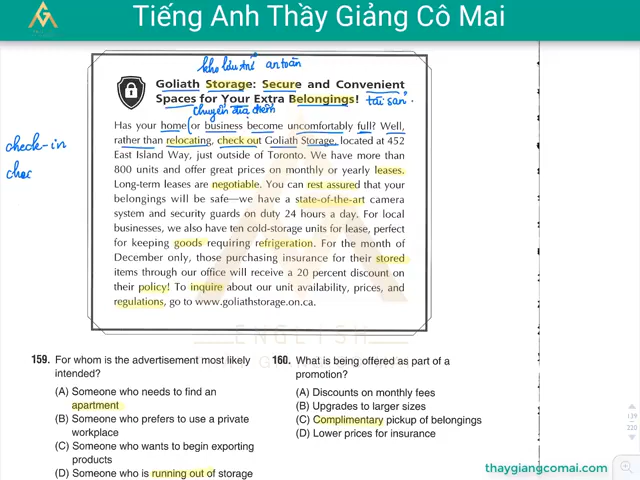 Tiếng Anh Thầy Giảng Cô Mai
kho lưu trữ an toàn
Goliath Storage: Secure and Convenient
Spaces for Your Extra Belongings!
tài sản
chuyển địa điểm
Has your home (or business become uncomfortably full? Well,
rather than relocating, check out Goliath Storage, located at 452
East Island Way, just outside of Toronto. We have more than
800 units and offer great prices on monthly or yearly leases.
Long-term leases are negotiable. You can rest assured that your
belongings will be safe—we have a state-of-the-art camera
system and security guards on duty 24 hours a day. For local
businesses, we also have ten cold-storage units for lease, perfect
for keeping goods requiring refrigeration. For the month of
December only, those purchasing insurance for their stored
items through our office will receive a 20 percent discount on
their policy! To inquire about our unit availability, prices, and
regulations, go to www.goliathstorage.on.ca.
check-in
chec
ENGLISH
159. For whom is the advertisement most likely
intended?
(A) Someone who needs to find an
apartment
(B) Someone who prefers to use a private
workplace
(C) Someone who wants to begin exporting
products
(D) Someone who is running out of storage
160. What is being offered as part of a
promotion?
(A) Discounts on monthly fees
(B) Upgrades to larger sizes
(C) Complimentary pickup of belongings
(D) Lower prices for insurance
139
220
thaygiangcomai.com